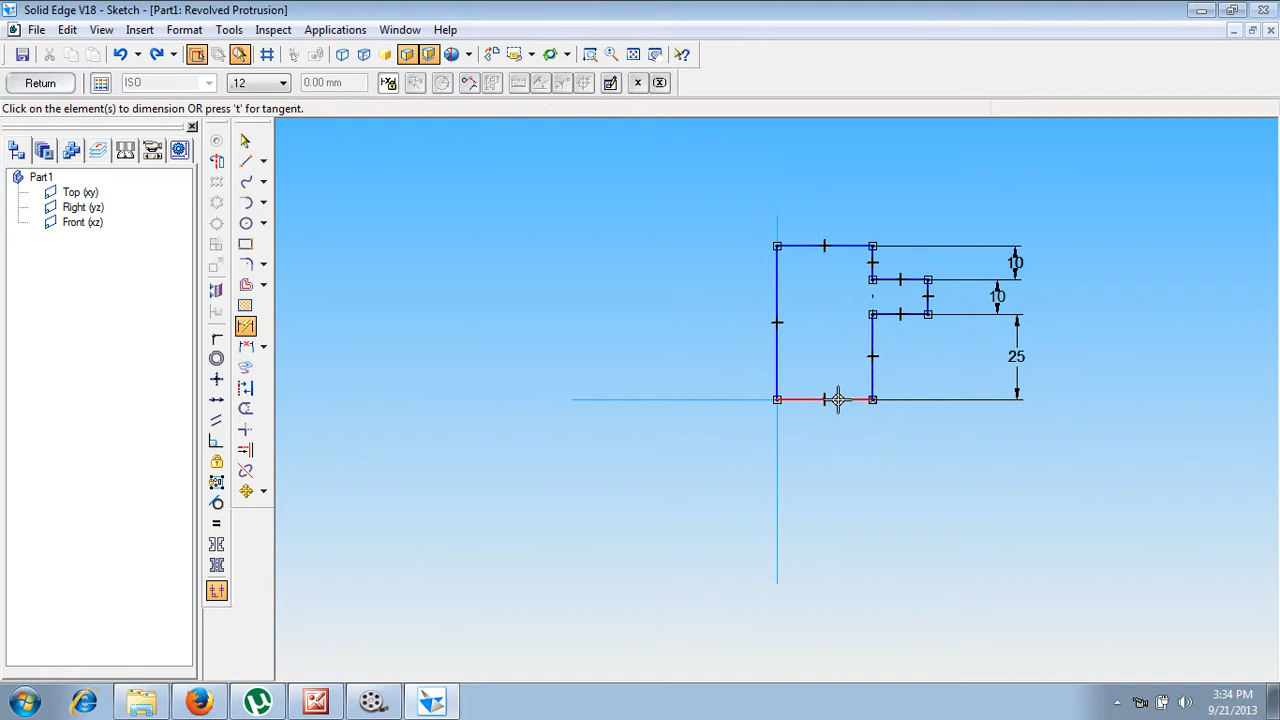 Solid Edge V18 - Sketch - [Part1: Revolved Protrusion]
File Edit View Insert Format Tools Inspect Applications Window Help
Return ISO .12 0.00 mm
Click on the element(s) to dimension OR press 't' for tangent.
Part1
Top (xy)
Right (yz)
Front (xz)
10
10
25
3:34 PM
9/21/2013